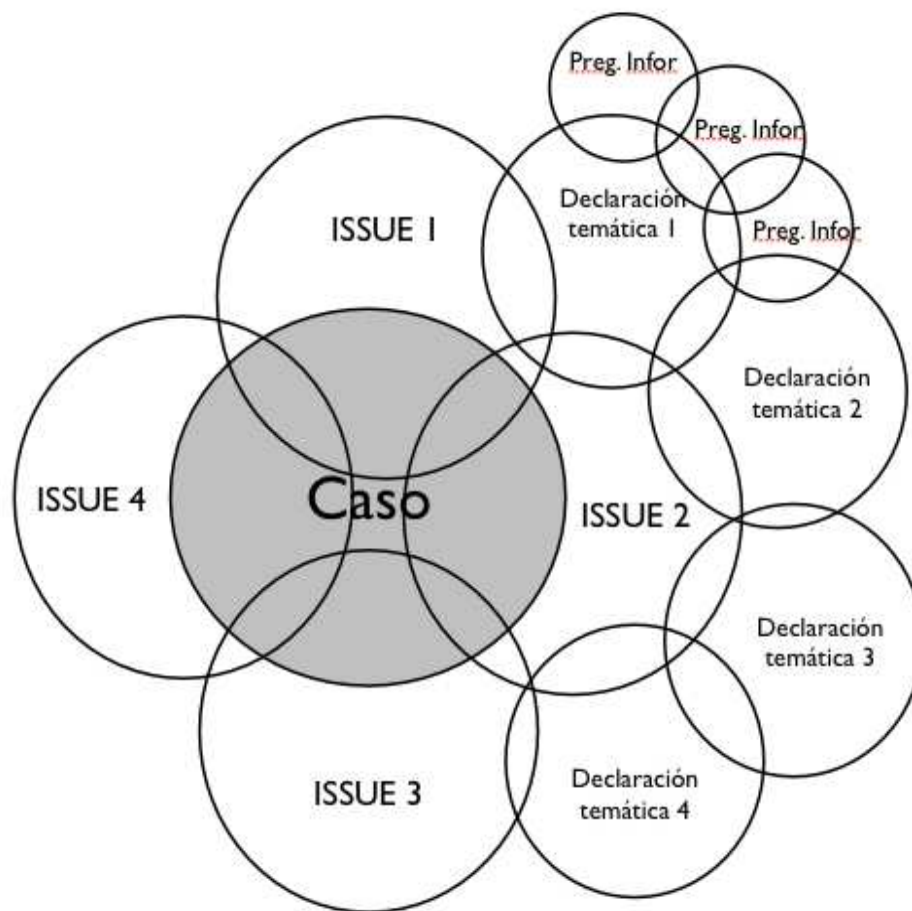 Preg. Infor
Preg. Infor
Preg. Infor
Declaración
temática 1
ISSUE 1
Declaración
temática 2
Caso
ISSUE 4
ISSUE 2
Declaración
temática 3
ISSUE 3
Declaración
temática 4